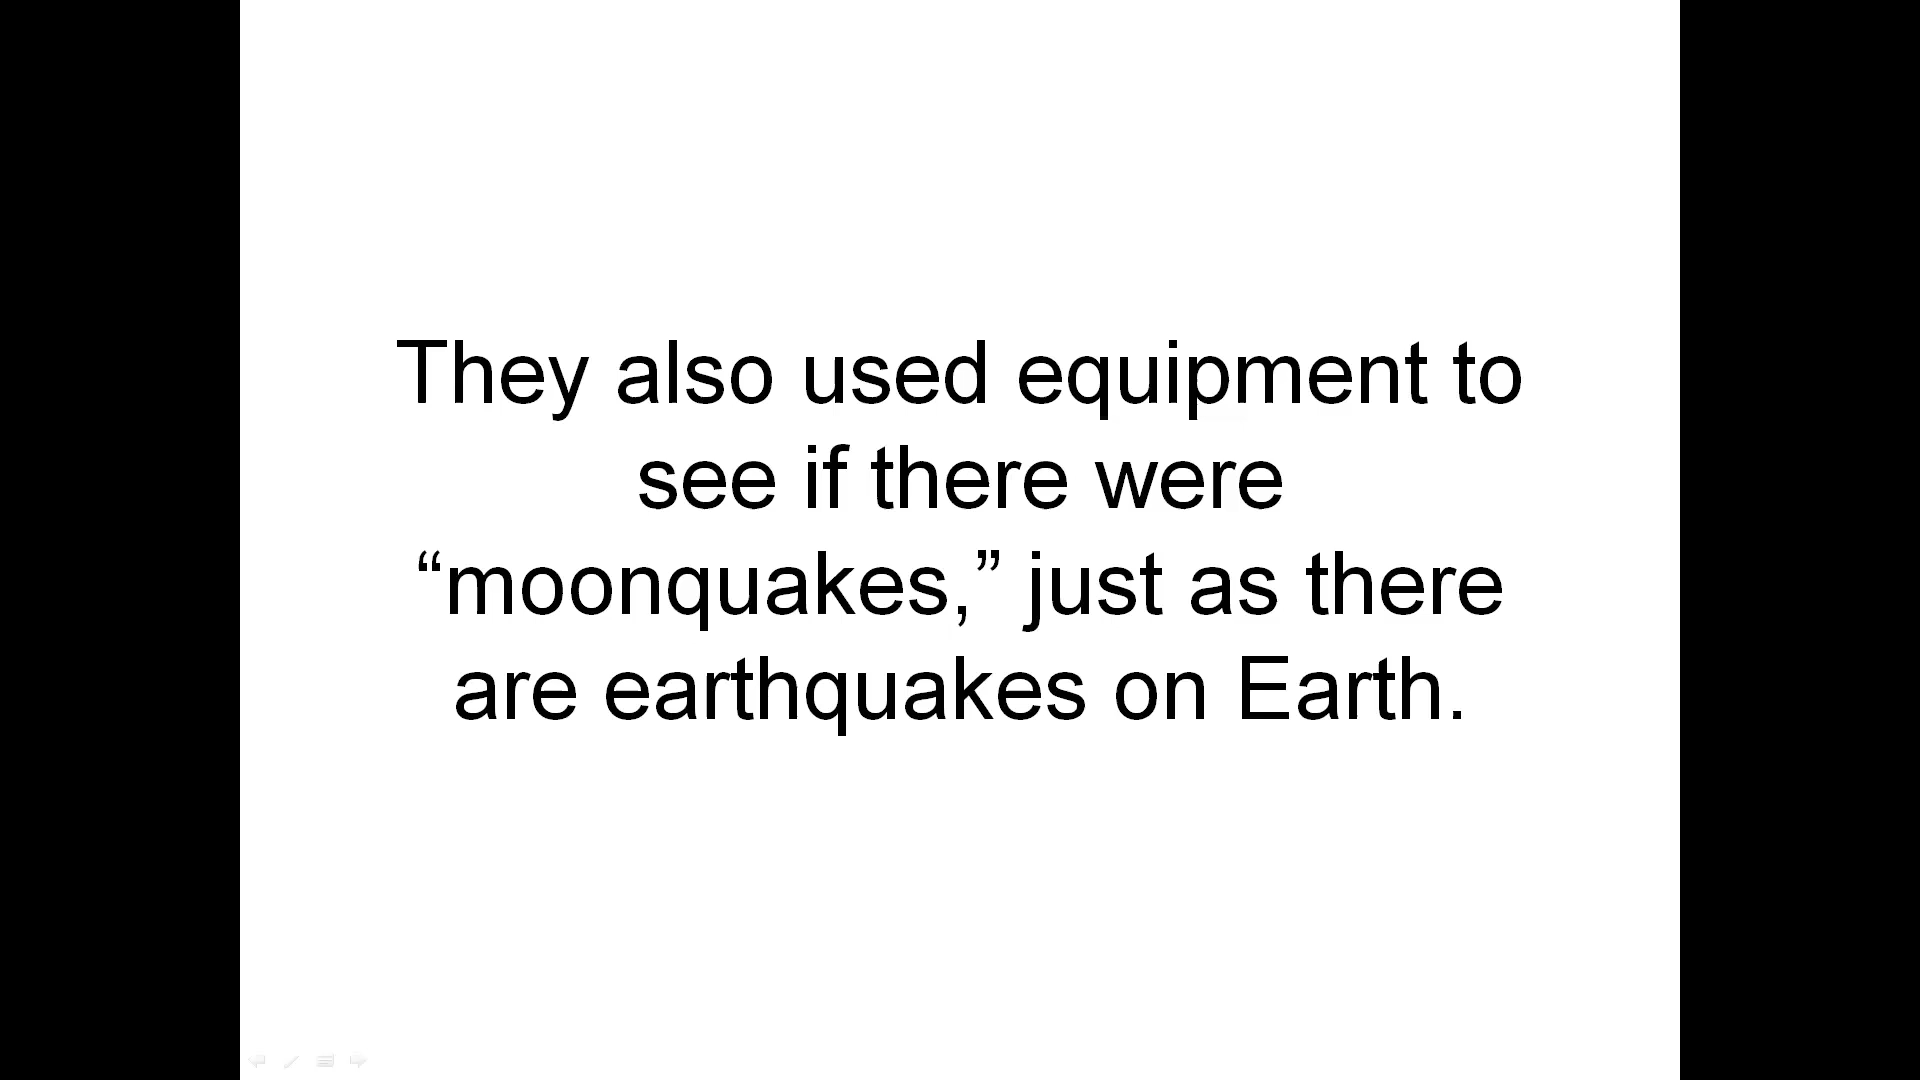 They also used equipment to
see if there were
“moonquakes,” just as there
are earthquakes on Earth.